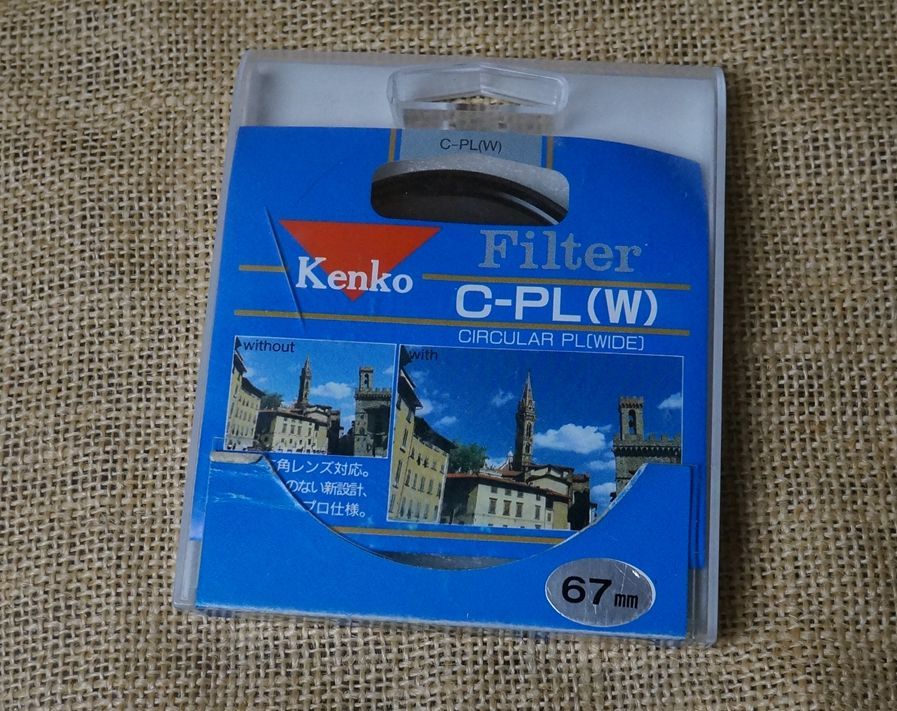 C-PL(W)
Kenko
Filter
C-PL(W)
CIRCULAR PL(WIDE)
without
with
角レンズ対応。
のない新設計、
プロ仕様。
67mm